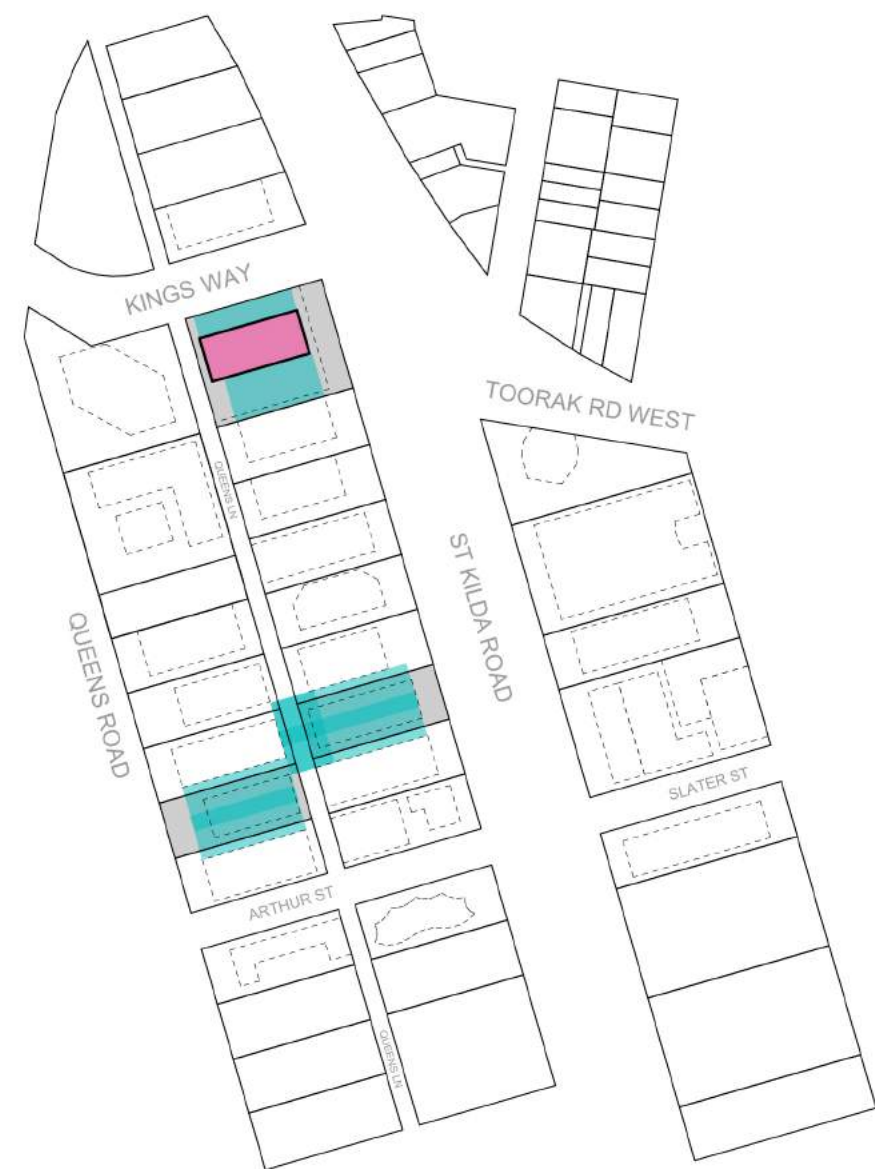 KINGS WAY
TOORAK RD WEST
QUEENS LN
ST KILDA ROAD
QUEENS ROAD
SLATER ST
ARTHUR ST
QUEENS LN